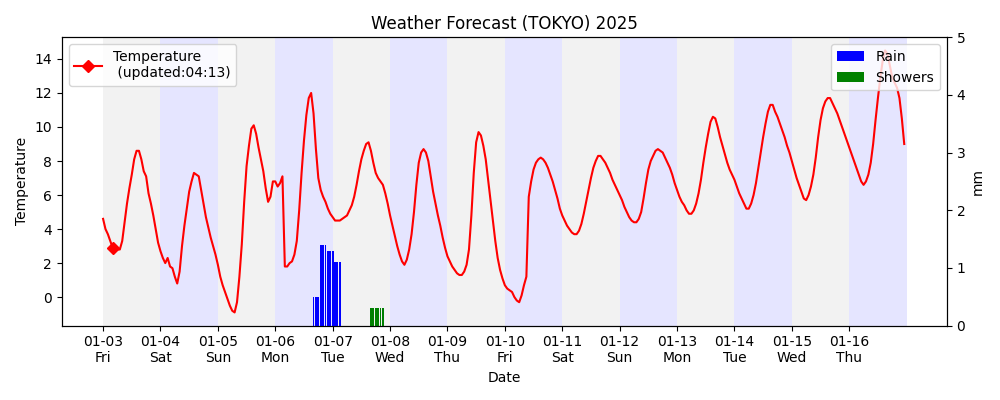 Weather Forecast (TOKYO) 2025
Temperature
(updated:04:13)
Rain
Showers
Temperature
14
12
10
8
6
4
2
0
5
4
3
2
1
0
mm
01-03 01-04 01-05 01-06 01-07 01-08 01-09 01-10 01-11 01-12 01-13 01-14 01-15 01-16
Fri Sat Sun Mon Tue Wed Thu Fri Sat Sun Mon Tue Wed Thu
Date